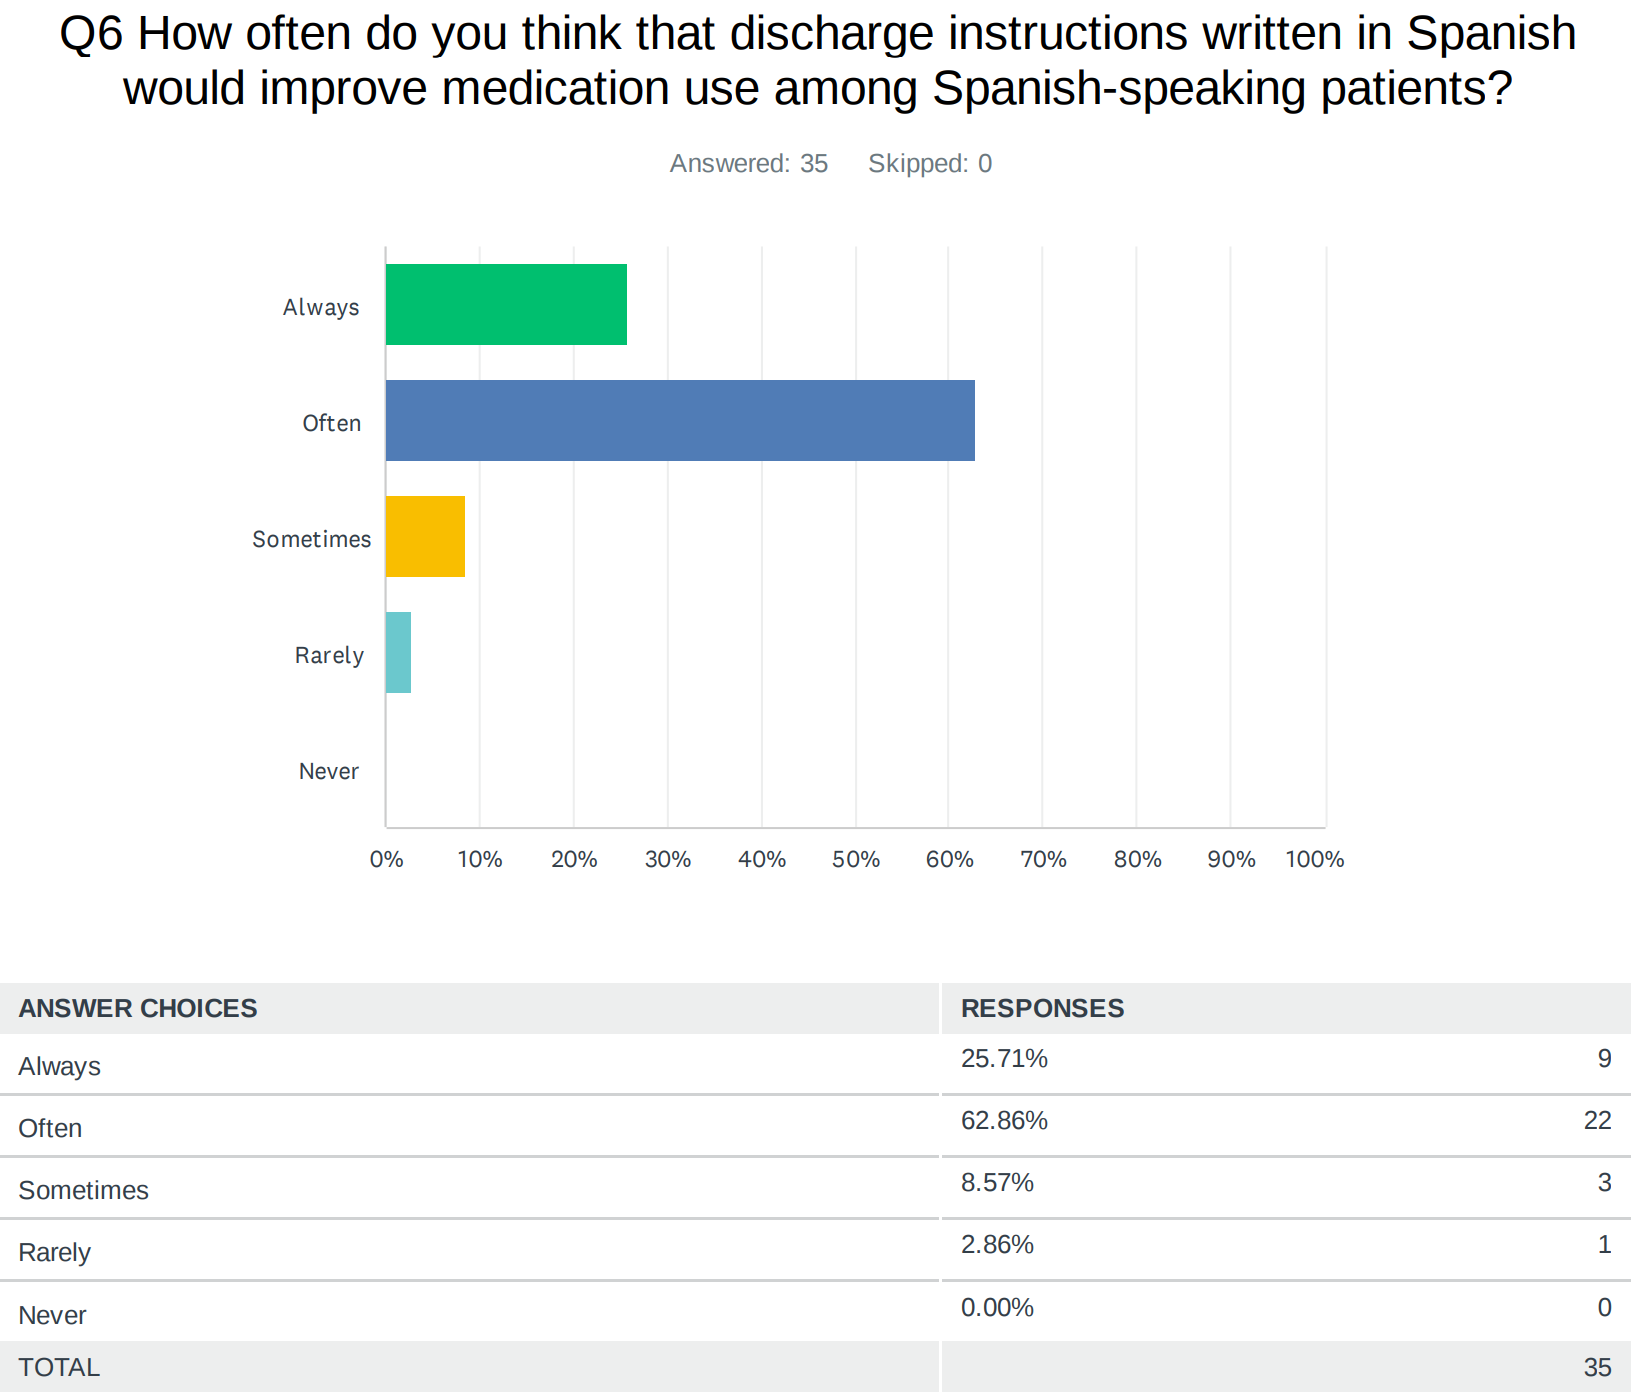 Q6 How often do you think that discharge instructions written in Spanish
would improve medication use among Spanish-speaking patients?
Answered: 35 Skipped: 0
Always
Often
Sometimes
Rarely
Never
0% 10% 20% 30% 40% 50% 60% 70% 80% 90% 100%
ANSWER CHOICES RESPONSES
Always 25.71% 9
Often 62.86% 22
Sometimes 8.57% 3
Rarely 2.86% 1
Never 0.00% 0
TOTAL 35